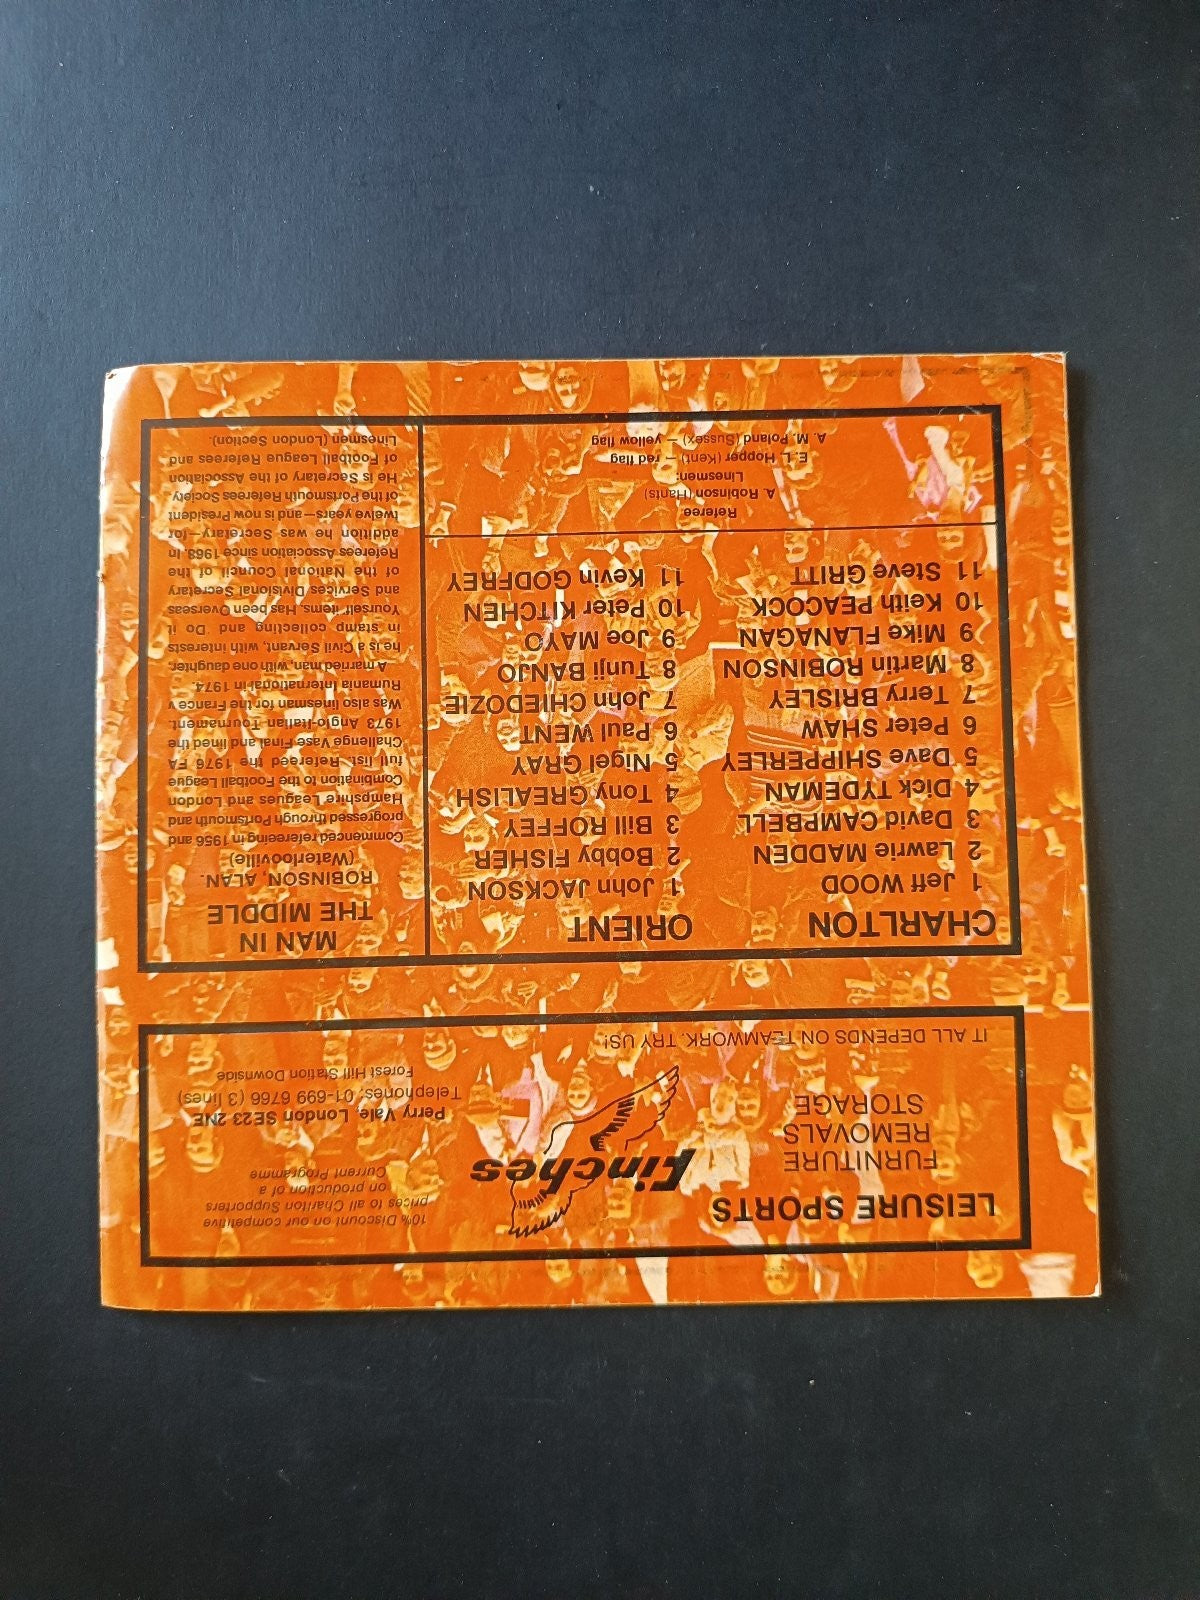 LEISURE SPORTS
FURNITURE
REMOVALS
STORAGE
IT ALL DEPENDS ON TEAMWORK. TRY US!
Finches
10% Discount on our competitive
prices to all Charlton Supporters
on production of a
Current Programme
Perry Vale, London SE23 2NE
Telephones; 01-699 6766 (3 lines)
Forest Hill Station Downside
CHARLTON
1 Jeff WOOD
2 Lawrie MADDEN
3 David CAMPBELL
4 Dick TYDEMAN
5 Dave SHIPPERLEY
6 Peter SHAW
7 Terry BRISLEY
8 Martin ROBINSON
9 Mike FLANAGAN
10 Keith PEACOCK
11 Steve GRITT
ORIENT
1 John JACKSON
2 Bobby FISHER
3 Bill ROFFEY
4 Tony GREALISH
5 Nigel GRAY
6 Paul WENT
7 John CHIEDOZIE
8 Tunji BANJO
9 Joe MAYO
10 Peter KITCHEN
11 Kevin GODFREY
Referee
A. Robinson (Hants)
Linesmen:
E. L. Hopper (Kent) — red flag
A. M. Poland (Sussex) — yellow flag
MAN IN
THE MIDDLE
ROBINSON, ALAN.
(Waterlooville)
Commenced refereeing in 1956 and
progressed through Portsmouth and
Hampshire Leagues and London
Combination to the Football League
full list. Refereed the 1976 FA
Challenge Vase Final and lined the
1973 Anglo-Italian Tournament.
Was also linesman for the France v
Rumania International in 1974.
A married man, with one daughter,
he is a Civil Servant, with interests
in stamp collecting and 'Do it
Yourself' items. Has been Overseas
and Services Divisional Secretary
of the National Council of the
Referees Association since 1963. In
addition he was Secretary—for
twelve years—and is now President
of the Portsmouth Referees Society.
He is Secretary of the Association
of Football League Referees and
Linesmen (London Section).